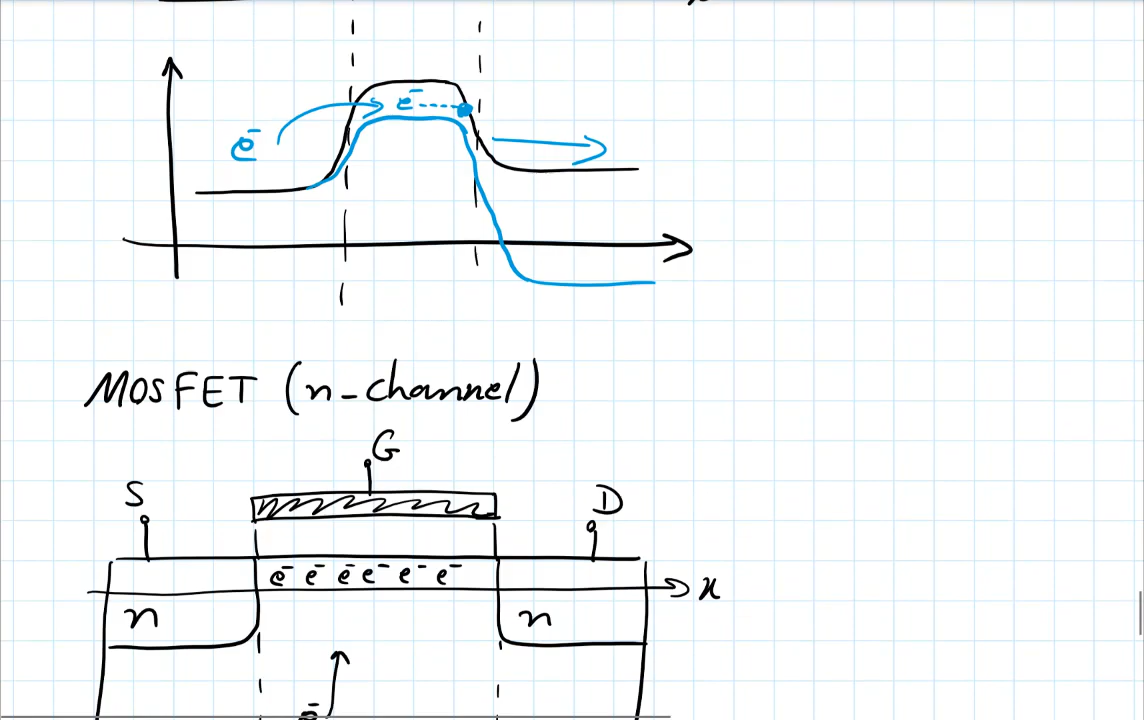 e⁻
e⁻
MOSFET (n-channel)
G
S
D
e⁻ e⁻ e⁻ e⁻ e⁻ e⁻
x
n
n
e⁻